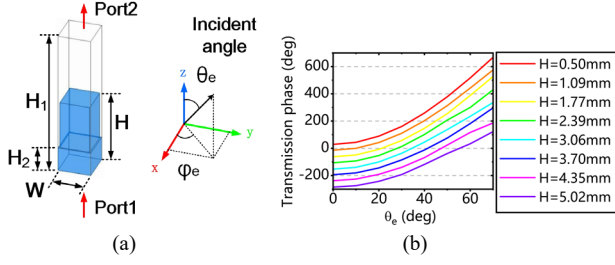 Port2
H₁
H₂
H
W
Port1
Incident
angle
z
θₑ
y
x
φₑ
(a)
Transmission phase (deg)
600
400
200
0
-200
0
20
40
60
θₑ (deg)
H=0.50mm
H=1.09mm
H=1.77mm
H=2.39mm
H=3.06mm
H=3.70mm
H=4.35mm
H=5.02mm
(b)